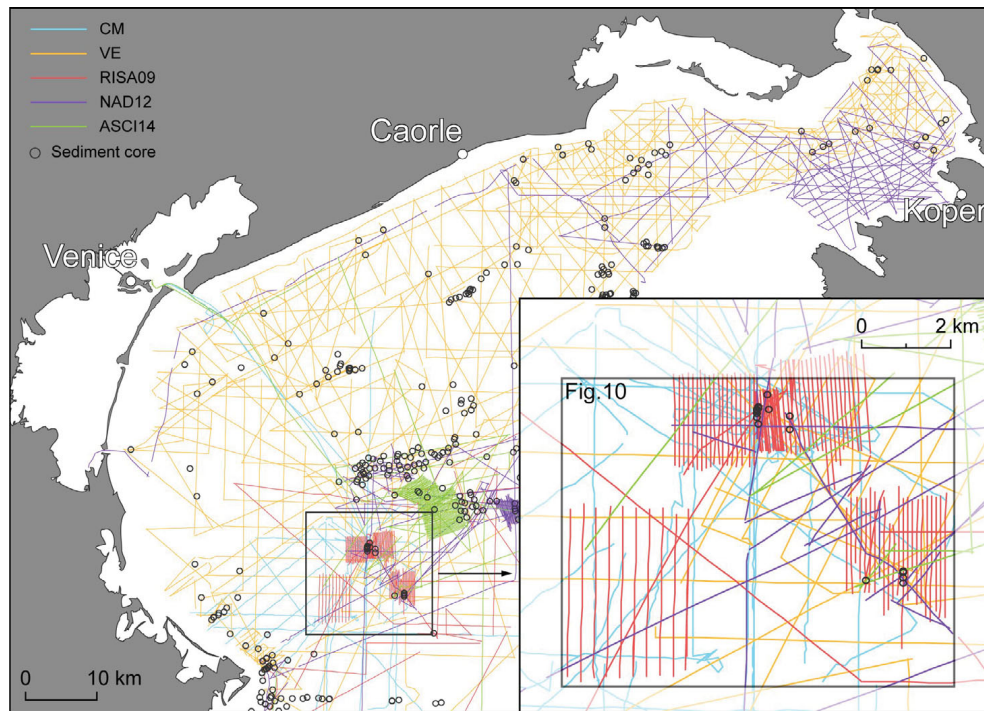 CM
VE
RISA09
NAD12
ASCI14
Sediment core
Caorle
Koper
Venice
0 2 km
Fig.10
0 10 km